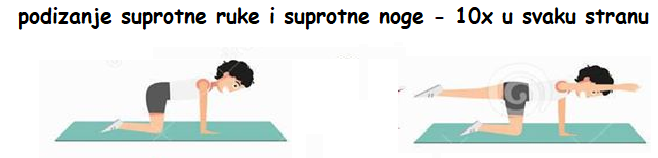 podizanje suprotne ruke i suprotne noge - 10x u svaku stranu